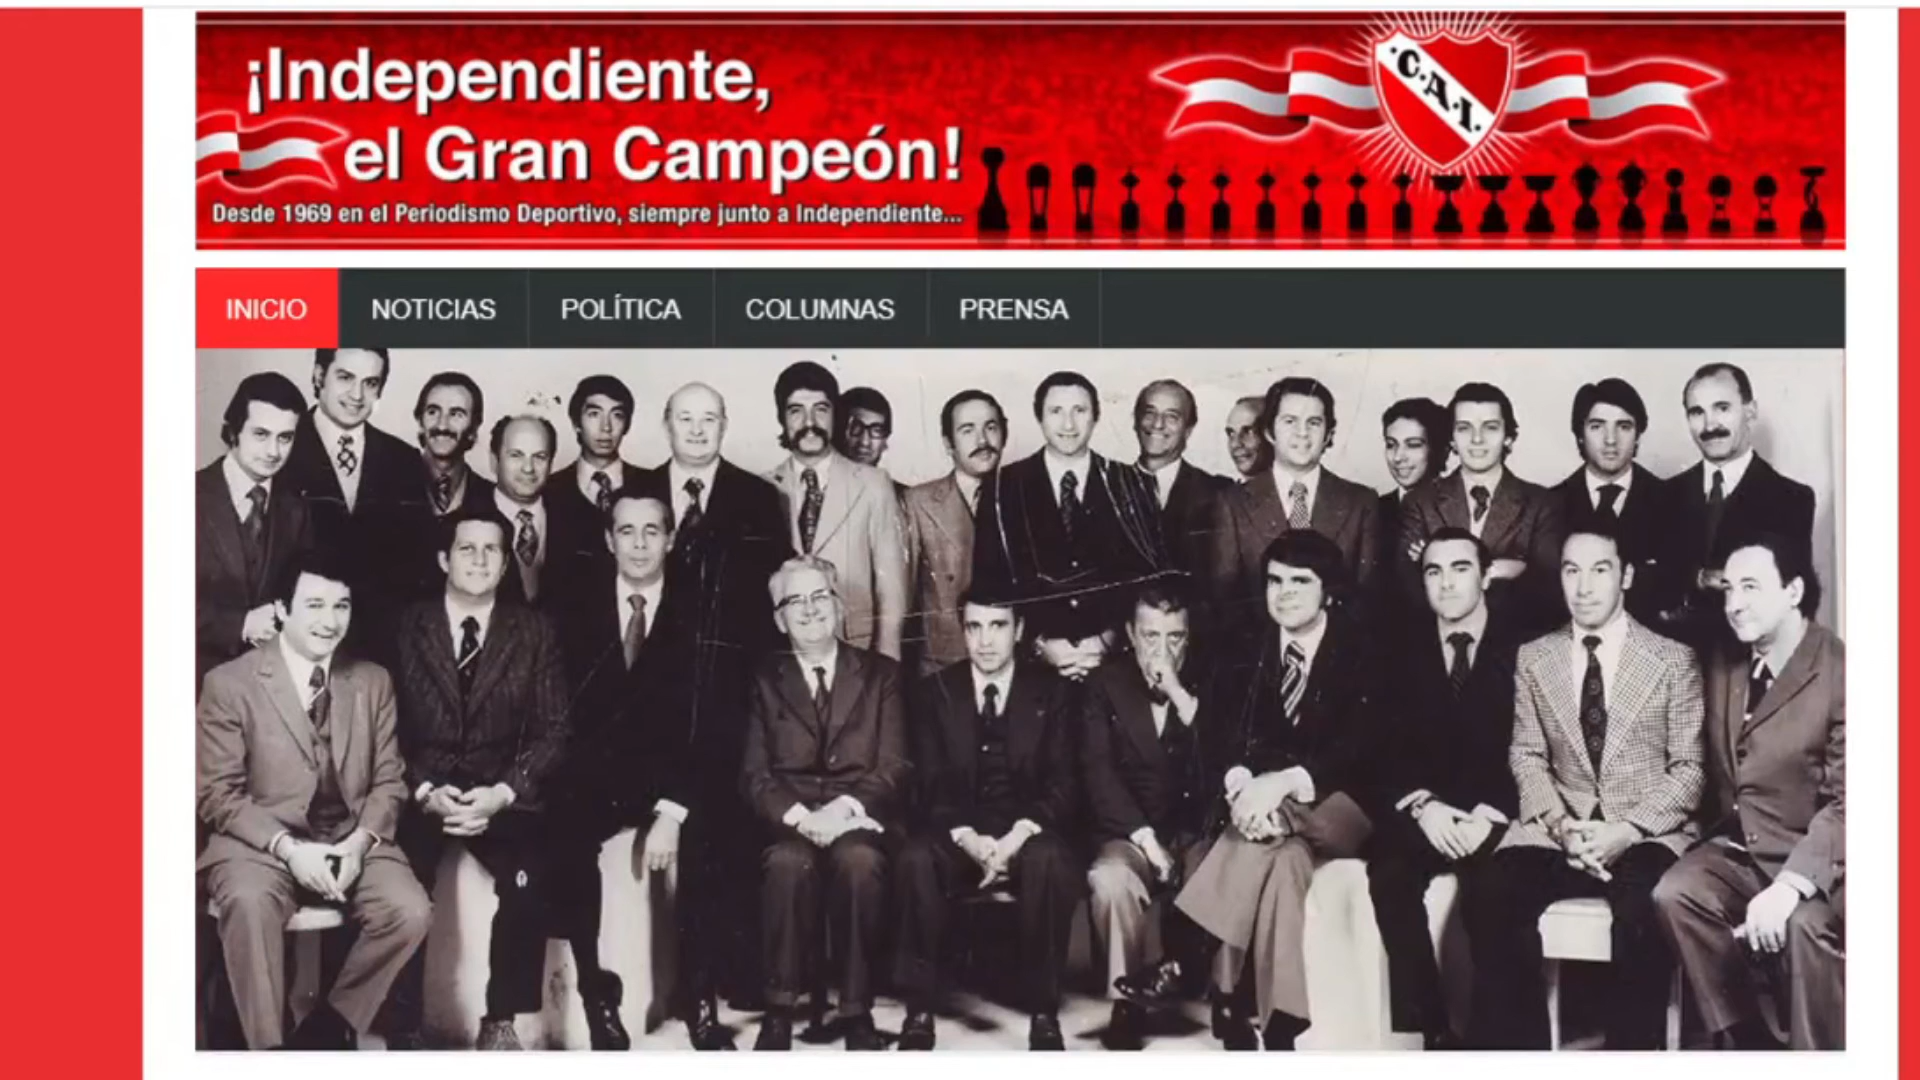 ¡Independiente,
el Gran Campeón!
Desde 1969 en el Periodismo Deportivo, siempre junto a Independiente...
·C·A·I·
INICIO NOTICIAS POLÍTICA COLUMNAS PRENSA